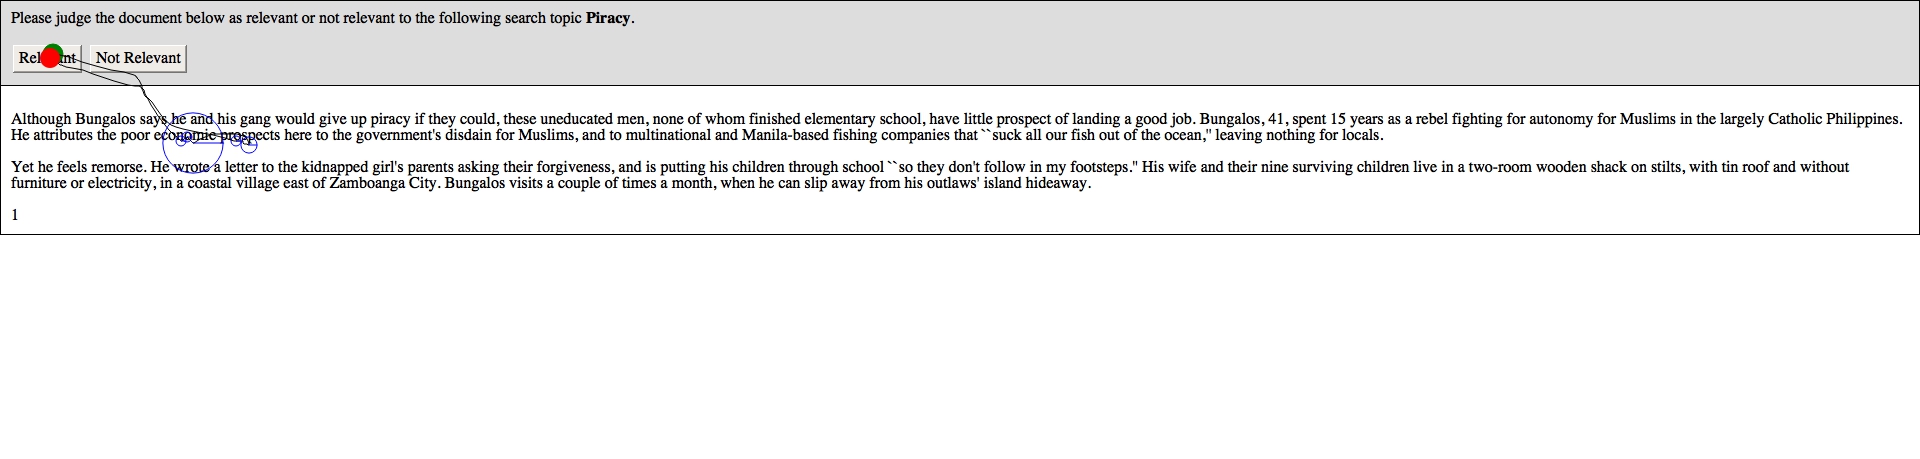 Please judge the document below as relevant or not relevant to the following search topic Piracy.
Relevant Not Relevant
Although Bungalos says he and his gang would give up piracy if they could, these uneducated men, none of whom finished elementary school, have little prospect of landing a good job. Bungalos, 41, spent 15 years as a rebel fighting for autonomy for Muslims in the largely Catholic Philippines.
He attributes the poor economic prospects here to the government's disdain for Muslims, and to multinational and Manila-based fishing companies that ``suck all our fish out of the ocean,'' leaving nothing for locals.
Yet he feels remorse. He wrote a letter to the kidnapped girl's parents asking their forgiveness, and is putting his children through school ``so they don't follow in my footsteps.'' His wife and their nine surviving children live in a two-room wooden shack on stilts, with tin roof and without
furniture or electricity, in a coastal village east of Zamboanga City. Bungalos visits a couple of times a month, when he can slip away from his outlaws' island hideaway.
1